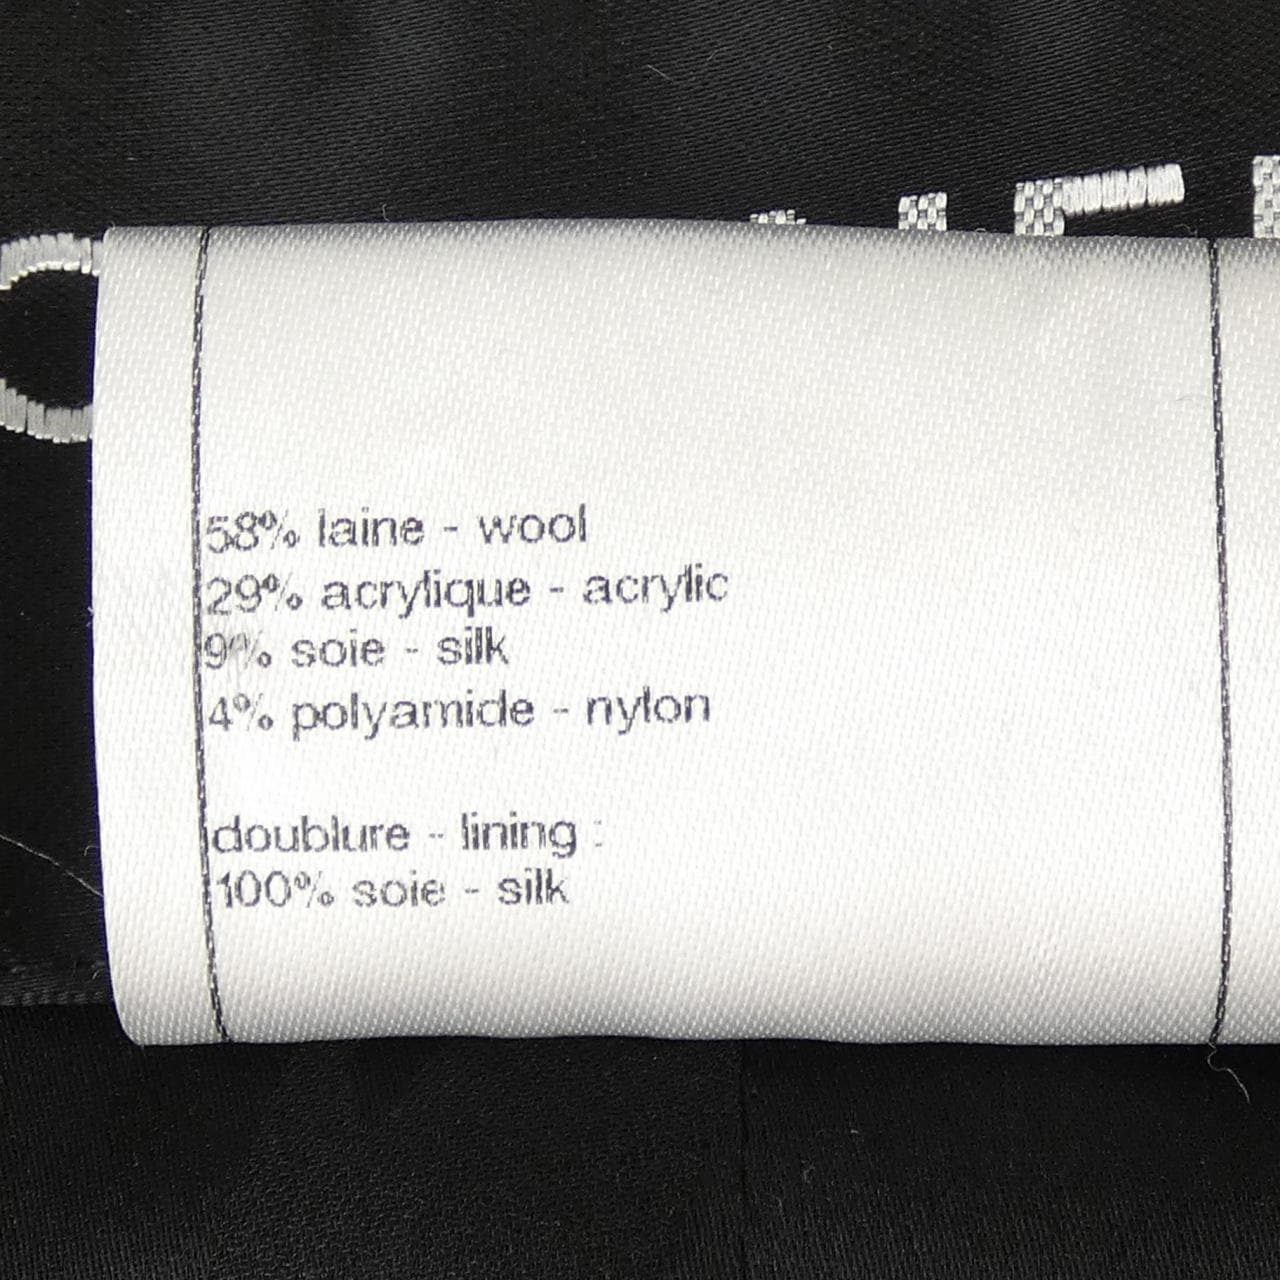 58% laine - wool
29% acrylique - acrylic
9% soie - silk
4% polyamide - nylon
doublure - lining :
100% soie - silk